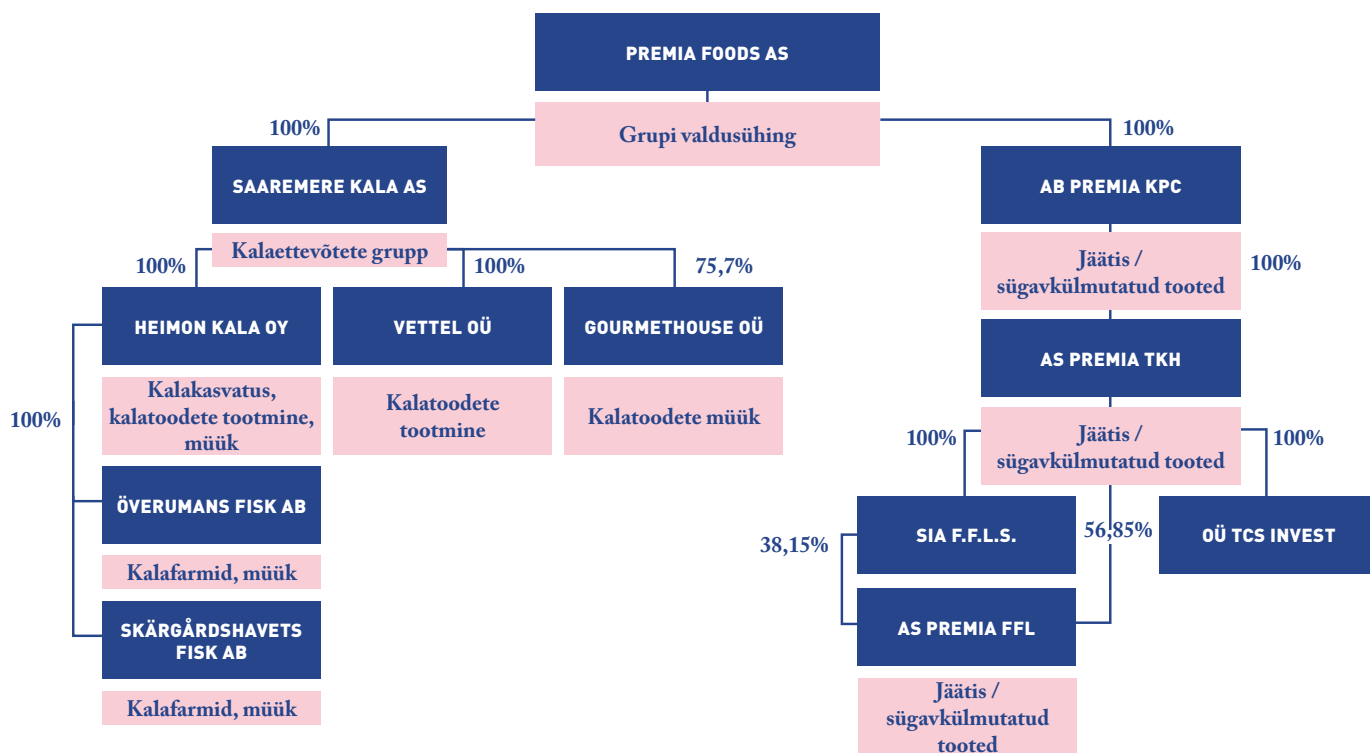 PREMIA FOODS AS
Grupi valdusühing
100%
100%
SAAREMERE KALA AS
AB PREMIA KPC
Kalaettevõtete grupp
100%
100%
75,7%
Jäätis /
sügavkülmutatud tooted
100%
HEIMON KALA OY
VETTEL OÜ
GOURMETHOUSE OÜ
AS PREMIA TKH
Kalakasvatus,
kalatoodete tootmine,
müük
Kalatoodete
tootmine
Kalatoodete müük
100%
100%
Jäätis /
sügavkülmutatud tooted
100%
ÖVERUMANS FISK AB
Kalafarmid, müük
38,15%
SIA F.F.L.S.
56,85%
OÜ TCS INVEST
SKÄRGÅRDSHAVETS
FISK AB
Kalafarmid, müük
AS PREMIA FFL
Jäätis /
sügavkülmutatud
tooted